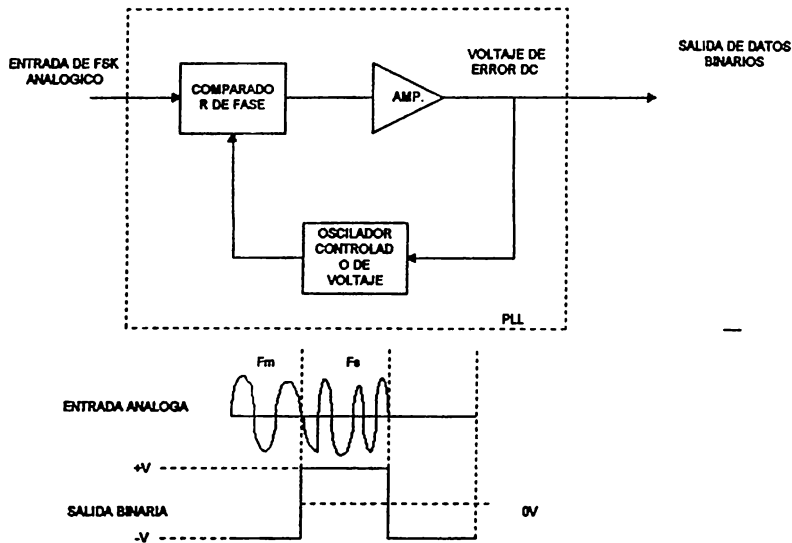 ENTRADA DE FSK
ANALOGICO
COMPARADO
R DE FASE
AMP.
VOLTAJE DE
ERROR DC
SALIDA DE DATOS
BINARIOS
OSCILADOR
CONTROLAD
O DE
VOLTAJE
PLL
Fm
Fs
ENTRADA ANALOGA
+V
SALIDA BINARIA
0V
-V